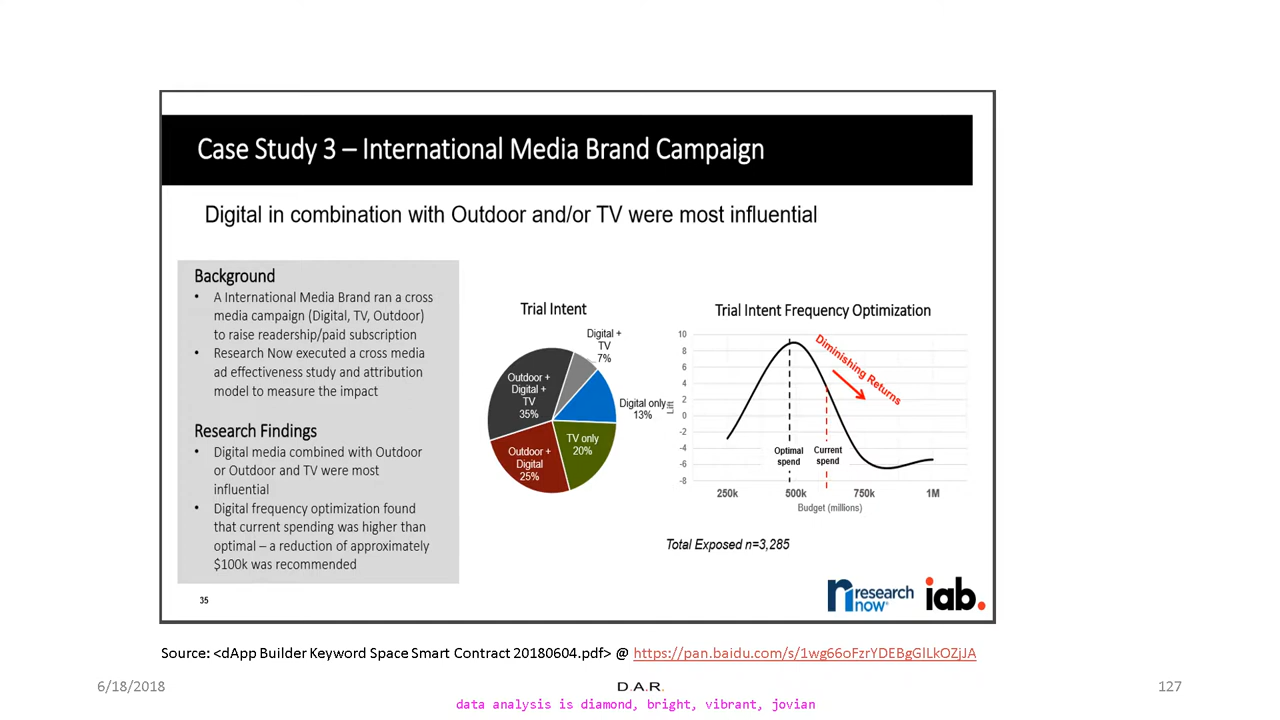 Case Study 3 – International Media Brand Campaign
Digital in combination with Outdoor and/or TV were most influential
Background
• A International Media Brand ran a cross
media campaign (Digital, TV, Outdoor)
to raise readership/paid subscription
• Research Now executed a cross media
ad effectiveness study and attribution
model to measure the impact
Research Findings
• Digital media combined with Outdoor
or Outdoor and TV were most
influential
• Digital frequency optimization found
that current spending was higher than
optimal – a reduction of approximately
$100k was recommended
Trial Intent
Digital +
TV
7%
Outdoor +
Digital +
TV
35%
Digital only
13%
TV only
20%
Outdoor +
Digital
25%
Trial Intent Frequency Optimization
10
8
6
4
2
0
-2
-4
-6
-8
Lift
Diminishing Returns
Optimal
spend
Current
spend
250k 500k 750k 1M
Budget (millions)
Total Exposed n=3,285
35
rn research
now®
iab.
Source: <dApp Builder Keyword Space Smart Contract 20180604.pdf> @ https://pan.baidu.com/s/1wg66oFzrYDEBgGlLkOZjJA
6/18/2018
D.A.R.
127
data analysis is diamond, bright, vibrant, jovian